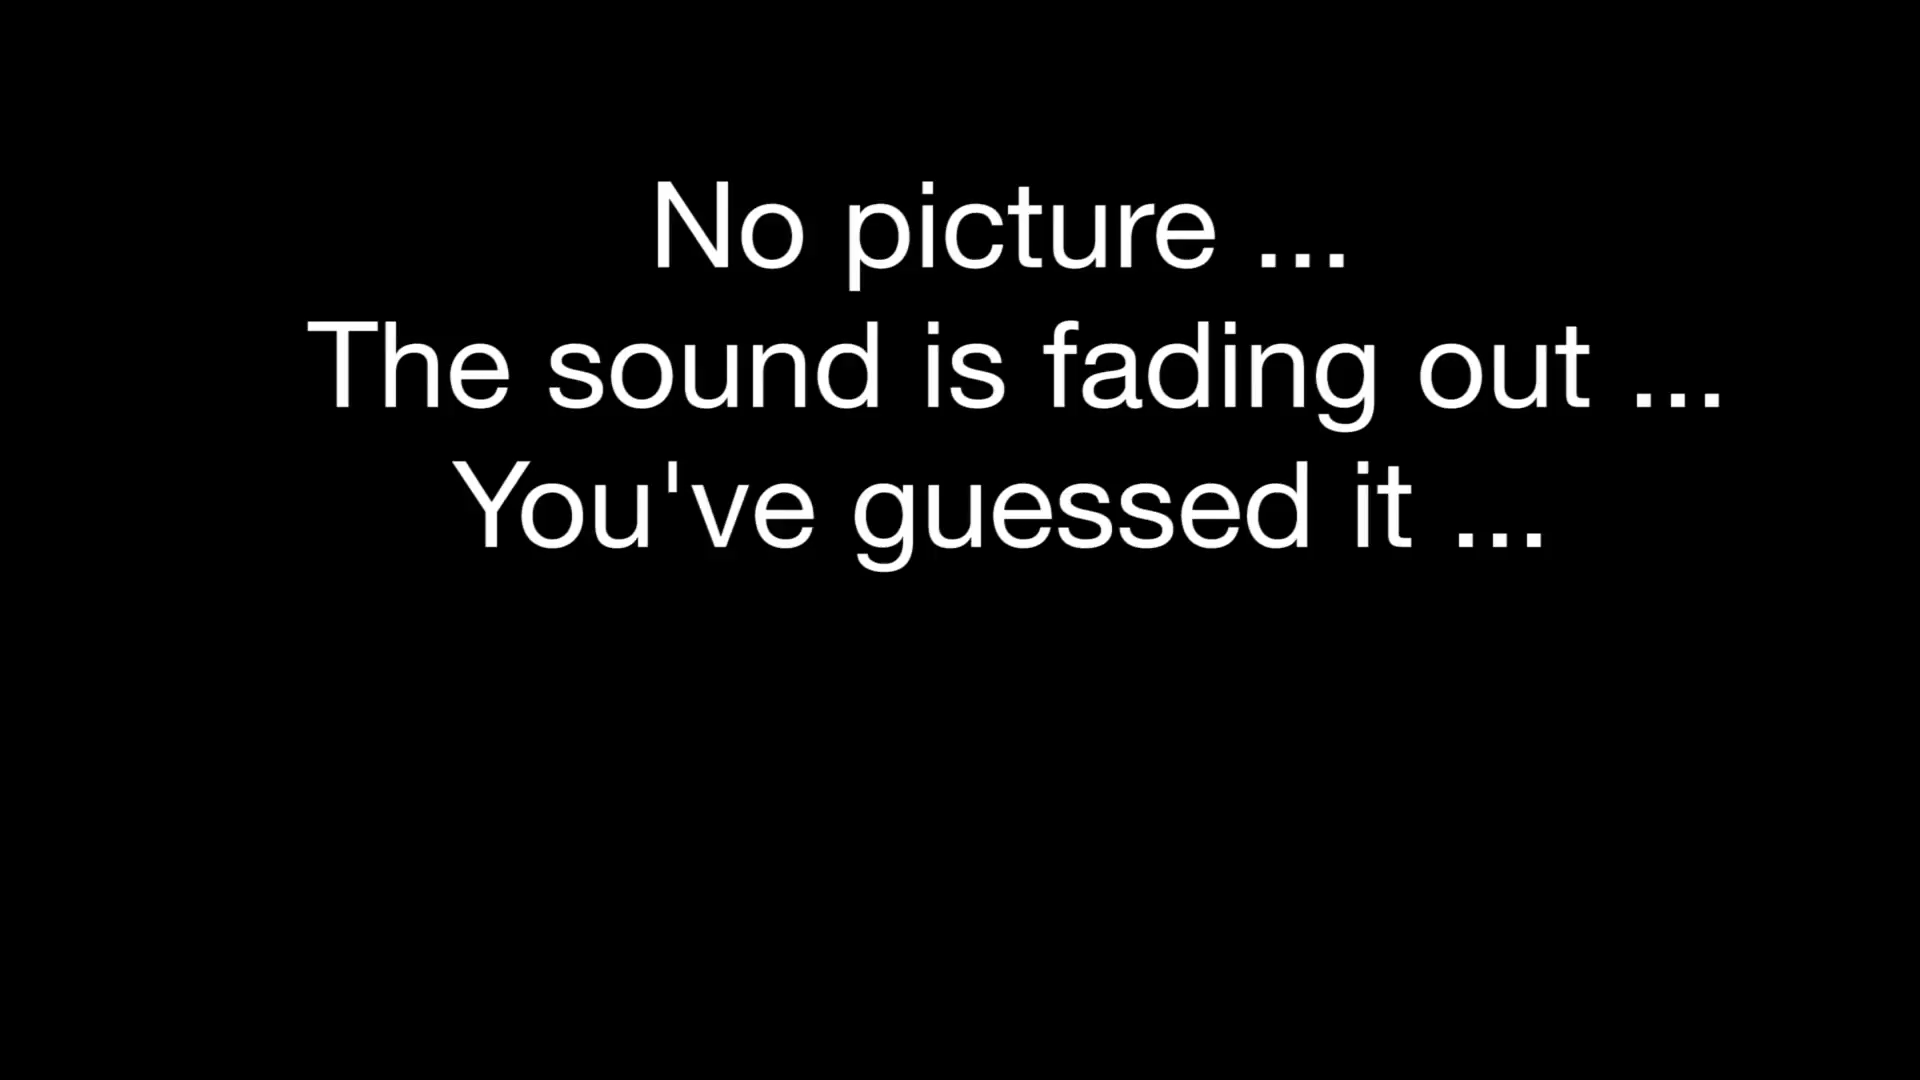 No picture ...
The sound is fading out ...
You've guessed it ...